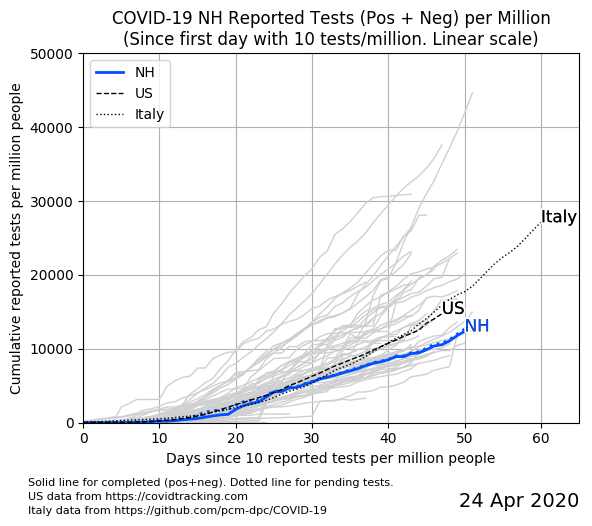 COVID-19 NH Reported Tests (Pos + Neg) per Million
(Since first day with 10 tests/million. Linear scale)
50000
40000
30000
20000
10000
0
Cumulative reported tests per million people
NH
US
Italy
Italy
US
NH
0 10 20 30 40 50 60
Days since 10 reported tests per million people
Solid line for completed (pos+neg). Dotted line for pending tests.
US data from https://covidtracking.com
Italy data from https://github.com/pcm-dpc/COVID-19
24 Apr 2020